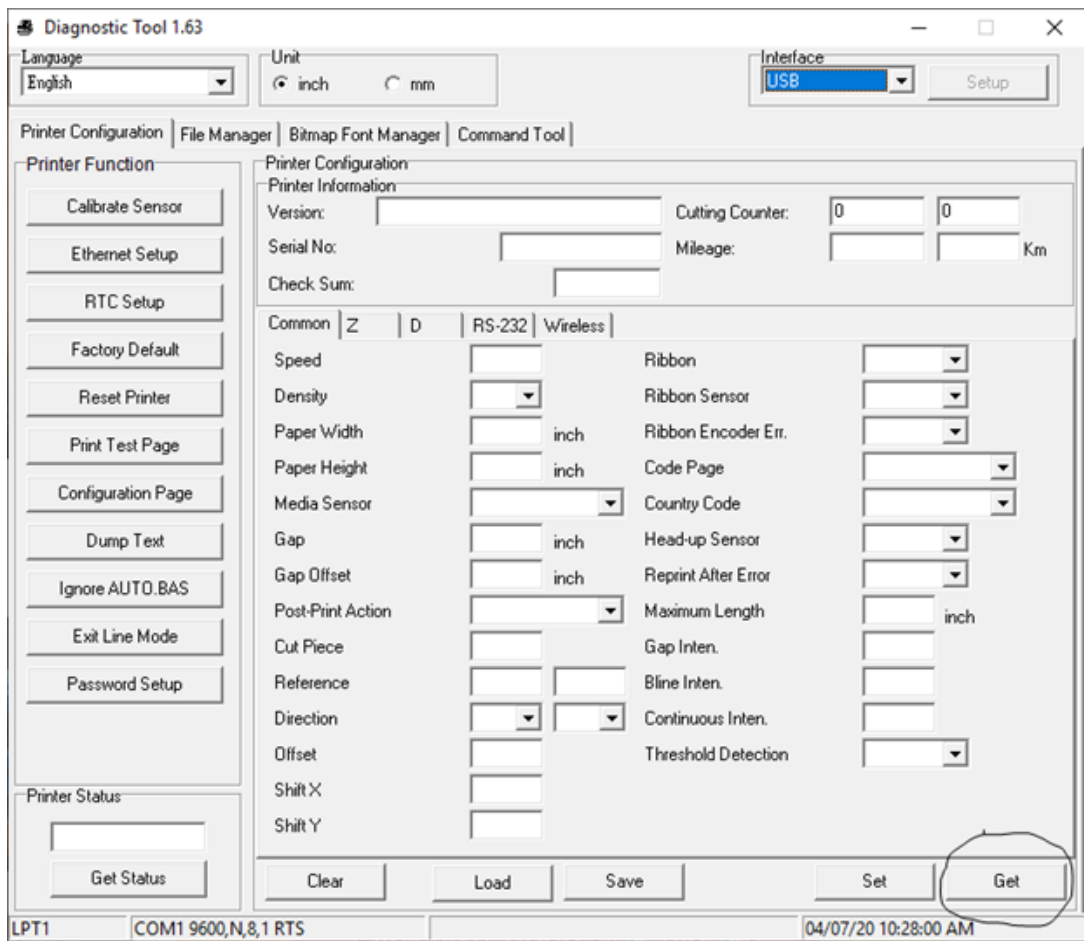 Diagnostic Tool 1.63
Language
English
Unit
inch
mm
Interface
USB
Setup
Printer Configuration
File Manager
Bitmap Font Manager
Command Tool
Printer Function
Calibrate Sensor
Ethernet Setup
RTC Setup
Factory Default
Reset Printer
Print Test Page
Configuration Page
Dump Text
Ignore AUTO.BAS
Exit Line Mode
Password Setup
Printer Status
Get Status
Printer Configuration
Printer Information
Version:
Cutting Counter: 0 0
Serial No:
Mileage: Km
Check Sum:
Common Z D RS-232 Wireless
Speed
Density
Paper Width inch
Paper Height inch
Media Sensor
Gap inch
Gap Offset inch
Post-Print Action
Cut Piece
Reference
Direction
Offset
Shift X
Shift Y
Ribbon
Ribbon Sensor
Ribbon Encoder Err.
Code Page
Country Code
Head-up Sensor
Reprint After Error
Maximum Length inch
Gap Inten.
Bline Inten.
Continuous Inten.
Threshold Detection
Clear
Load
Save
Set
Get
LPT1
COM1 9600,N,8,1 RTS
04/07/20 10:28:00 AM